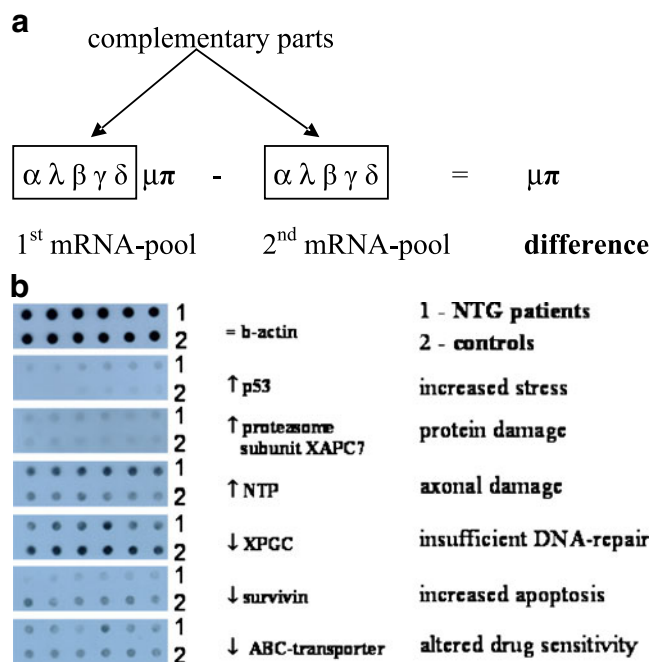 a
complementary parts
α λ β γ δ μπ - α λ β γ δ = μπ
1st mRNA-pool 2nd mRNA-pool difference
b
1 1 - NTG patients
2 = b-actin 2 - controls
1
2 ↑ p53 increased stress
1 ↑ proteasome protein damage
2 subunit XAPC7
1
2 ↑ NTP axonal damage
1
2 ↓ XPGC insufficient DNA-repair
1
2 ↓ survivin increased apoptosis
1
2 ↓ ABC-transporter altered drug sensitivity